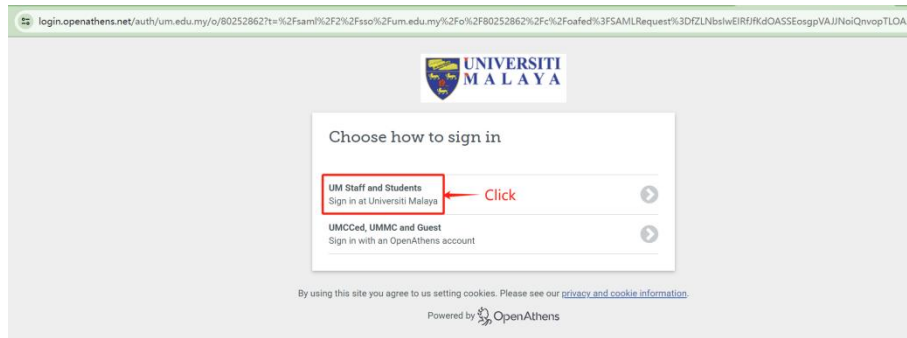 login.openathens.net/auth/um.edu.my/o/80252862?t=%2Fsaml%2F2%2Fsso%2Fum.edu.my%2Fo%2F80252862%2Fc%2Foafed%3FSAMLRequest%3DfZLNbslwEIRfJfKdOASSEosgpVAJJNoiQnvopTLOA
UNIVERSITI
MALAYA
Choose how to sign in
UM Staff and Students
Sign in at Universiti Malaya
Click
UMCCed, UMMC and Guest
Sign in with an OpenAthens account
By using this site you agree to us setting cookies. Please see our privacy and cookie information.
Powered by OpenAthens